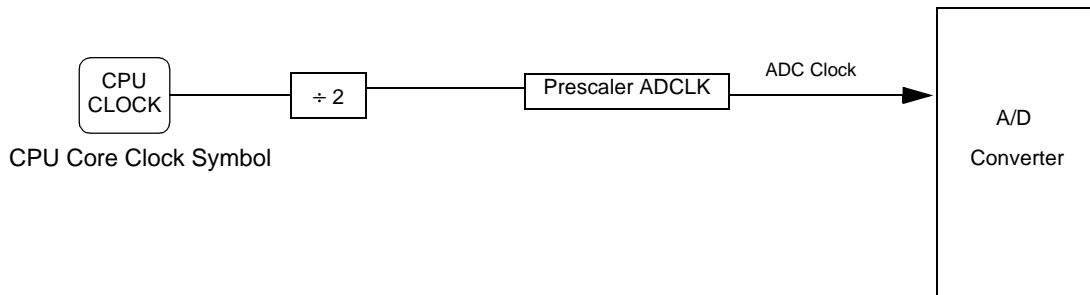 CPU
CLOCK
CPU Core Clock Symbol
÷ 2
Prescaler ADCLK
ADC Clock
A/D
Converter